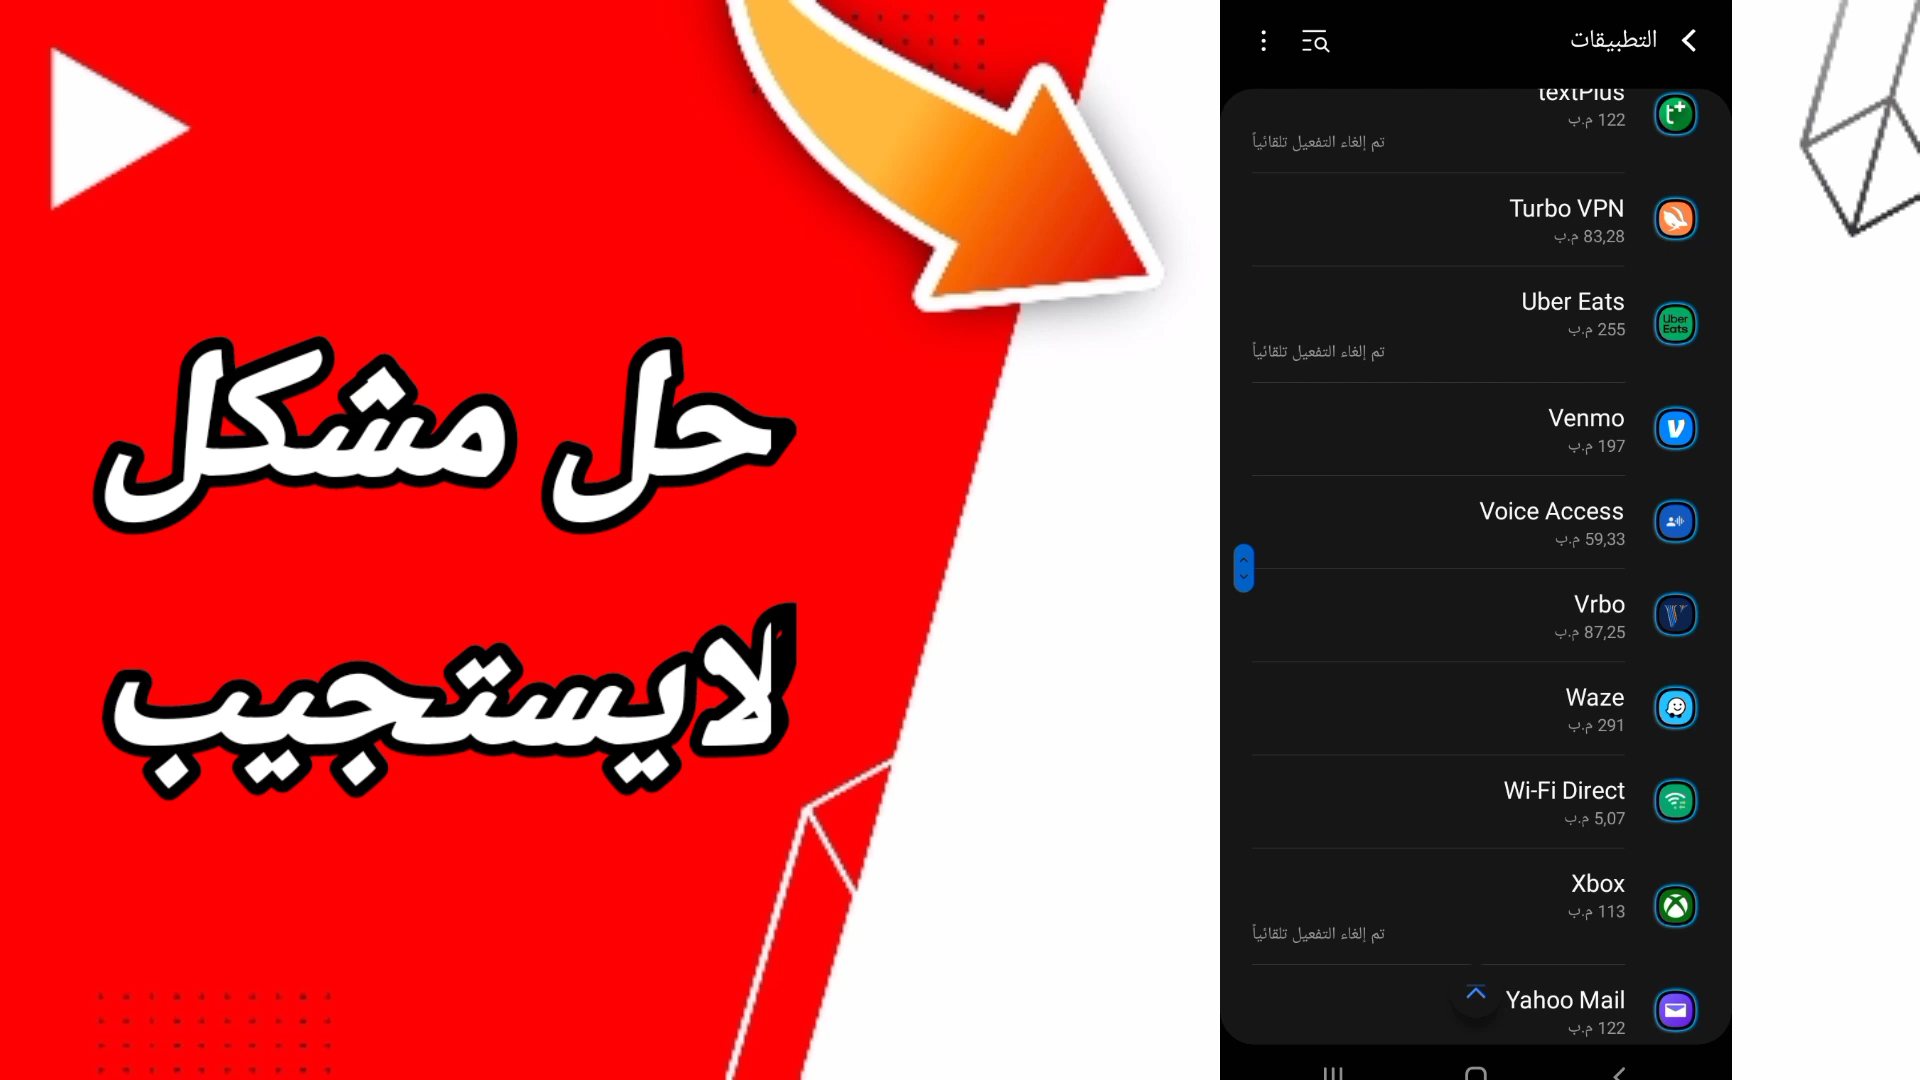 حل مشكل
لايستجيب
التطبيقات
textPlus
122 م.ب
تم إلغاء التفعيل تلقائياً
Turbo VPN
83,28 م.ب
Uber Eats
255 م.ب
تم إلغاء التفعيل تلقائياً
Uber
Eats
Venmo
197 م.ب
Voice Access
59,33 م.ب
Vrbo
87,25 م.ب
Waze
291 م.ب
Wi-Fi Direct
5,07 م.ب
Xbox
113 م.ب
تم إلغاء التفعيل تلقائياً
Yahoo Mail
122 م.ب